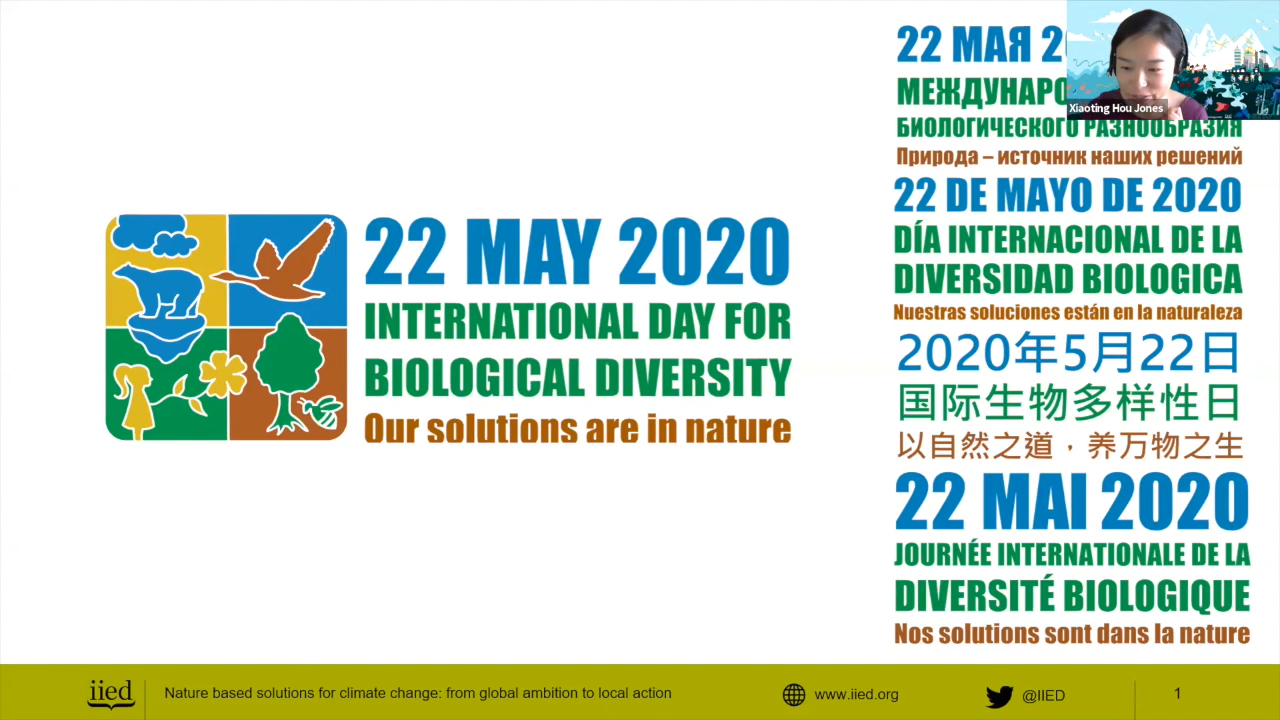 22 MAY 2020
INTERNATIONAL DAY FOR
BIOLOGICAL DIVERSITY
Our solutions are in nature
22 МАЯ
Xiaoting Hou Jones
БИОЛОГИЧЕСКОГО РАЗНООБРАЗИЯ
Природа – источник наших решений
22 DE MAYO DE 2020
DÍA INTERNACIONAL DE LA
DIVERSIDAD BIOLOGICA
Nuestras soluciones están en la naturaleza
2020年5月22日
国际生物多样性日
以自然之道，养万物之生
22 MAI 2020
JOURNÉE INTERNATIONALE DE LA
DIVERSITÉ BIOLOGIQUE
Nos solutions sont dans la nature
iied
Nature based solutions for climate change: from global ambition to local action
www.iied.org
@IIED
1